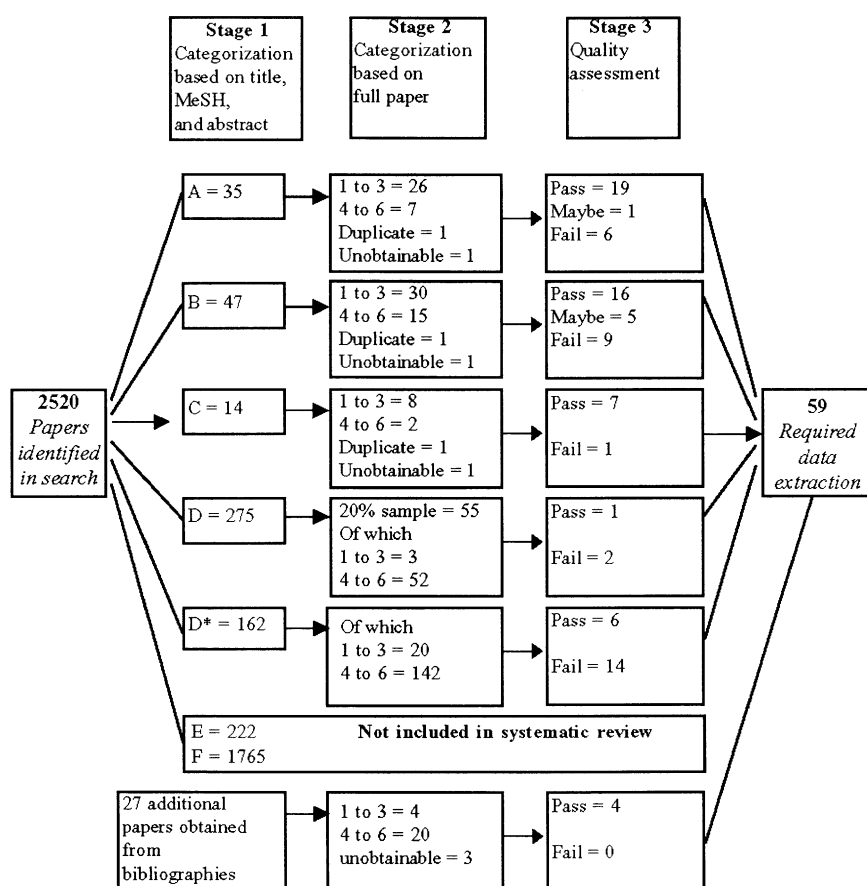 Stage 1
Categorization
based on title,
MeSH,
and abstract
Stage 2
Categorization
based on
full paper
Stage 3
Quality
assessment
2520
Papers
identified
in search
A = 35
1 to 3 = 26
4 to 6 = 7
Duplicate = 1
Unobtainable = 1
Pass = 19
Maybe = 1
Fail = 6
B = 47
1 to 3 = 30
4 to 6 = 15
Duplicate = 1
Unobtainable = 1
Pass = 16
Maybe = 5
Fail = 9
C = 14
1 to 3 = 8
4 to 6 = 2
Duplicate = 1
Unobtainable = 1
Pass = 7
Fail = 1
D = 275
20% sample = 55
Of which
1 to 3 = 3
4 to 6 = 52
Pass = 1
Fail = 2
D* = 162
Of which
1 to 3 = 20
4 to 6 = 142
Pass = 6
Fail = 14
E = 222 Not included in systematic review
F = 1765
27 additional
papers obtained
from
bibliographies
1 to 3 = 4
4 to 6 = 20
unobtainable = 3
Pass = 4
Fail = 0
59
Required
data
extraction